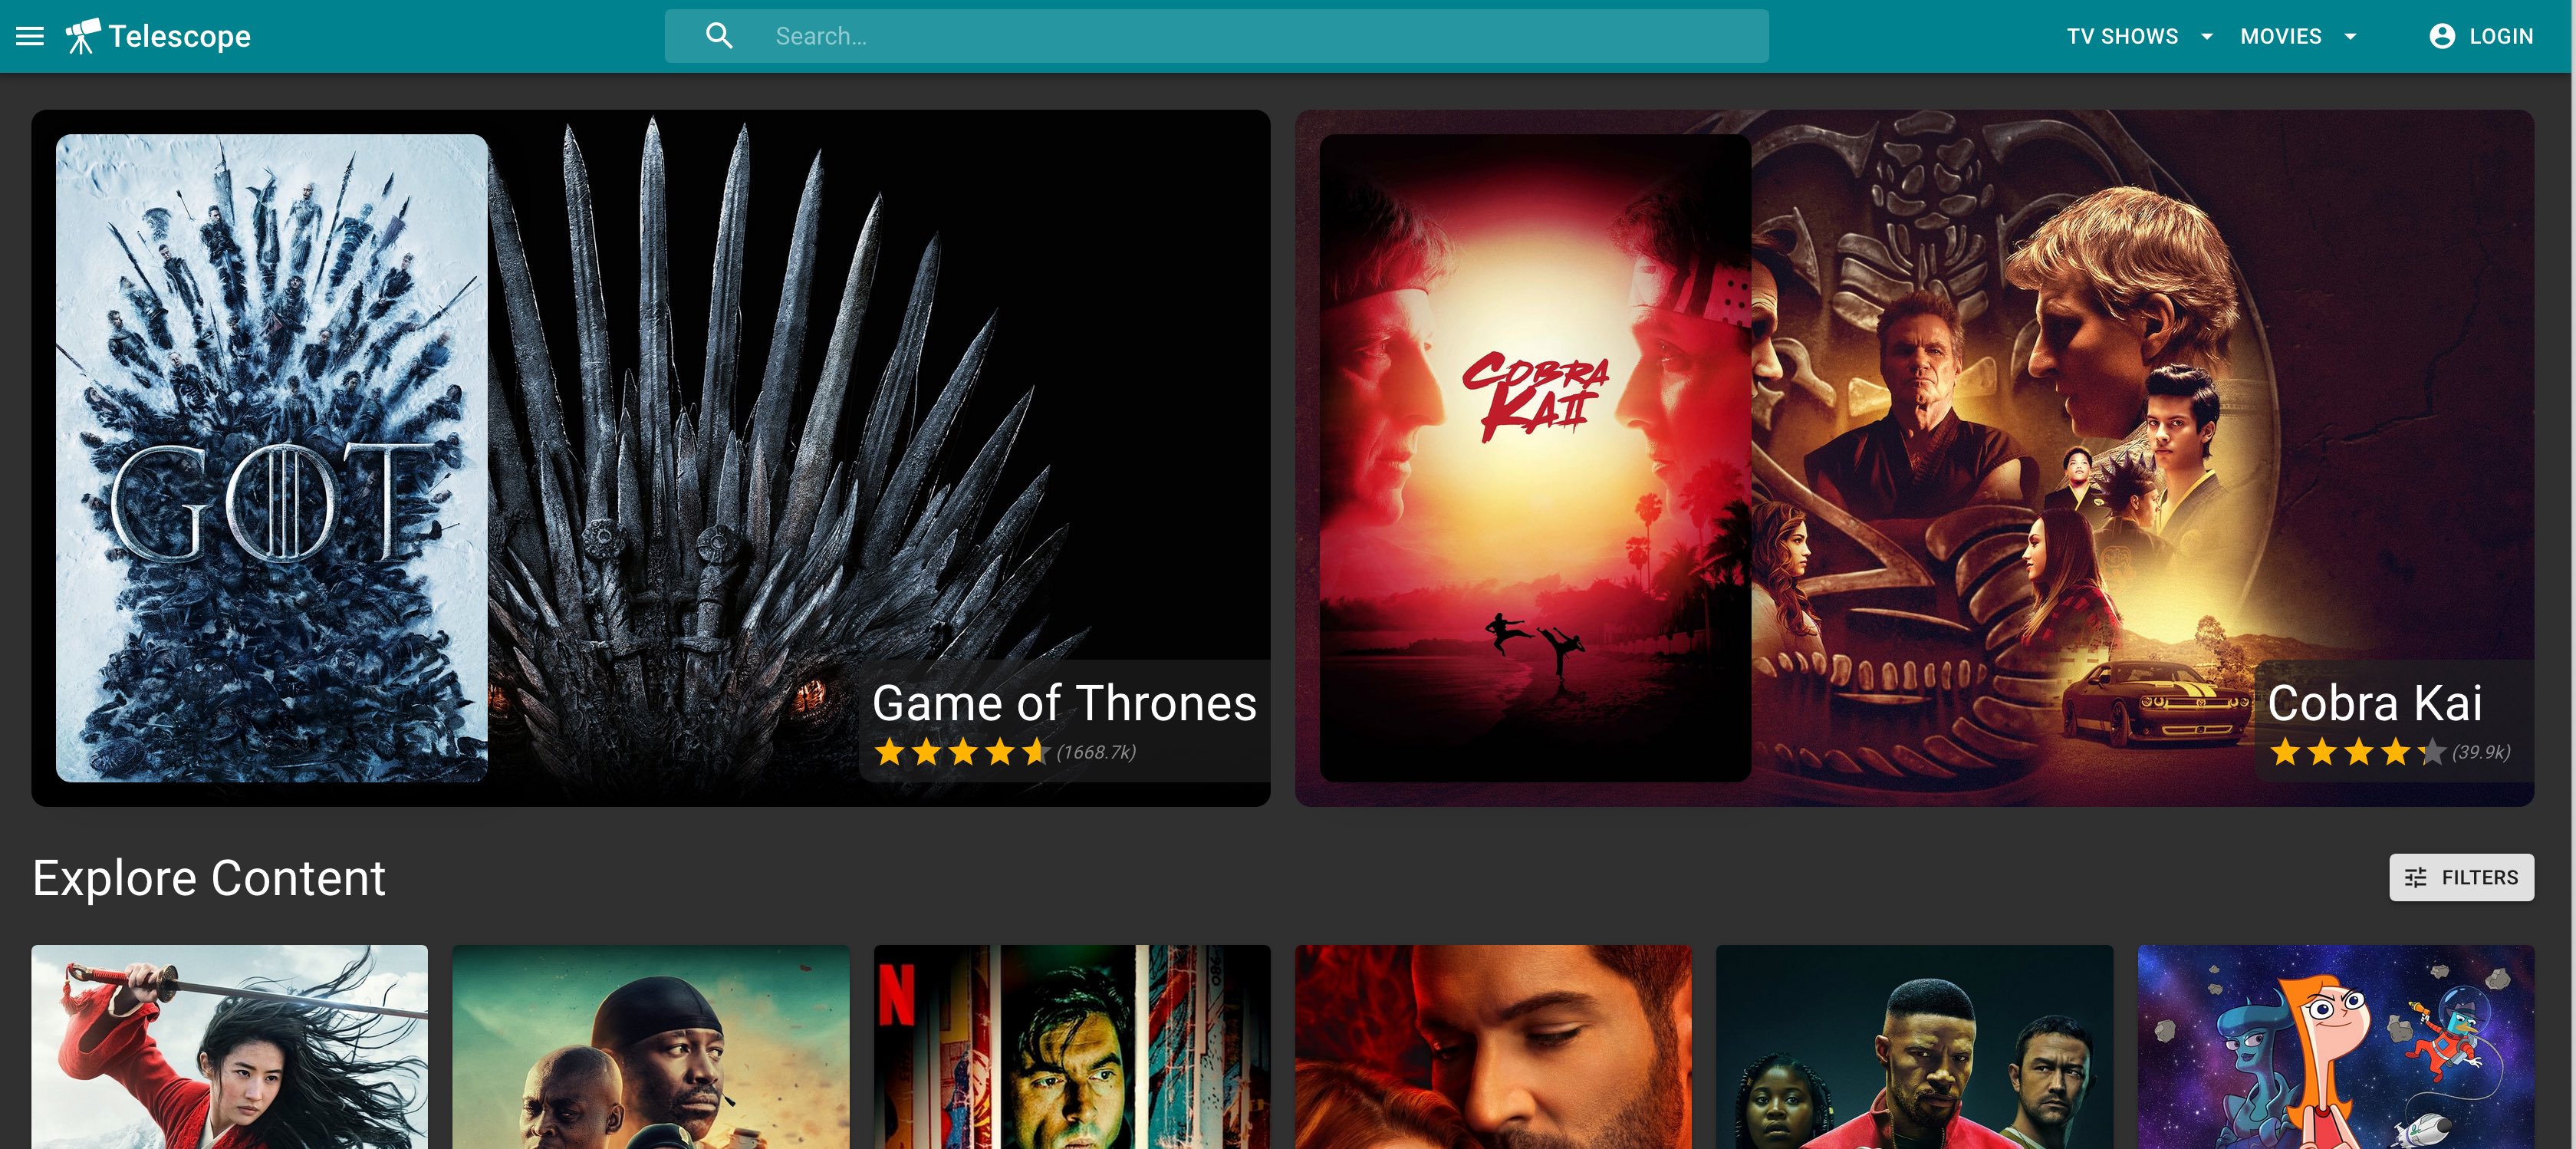 Telescope
Search...
TV SHOWS
MOVIES
LOGIN
GOT
COBRA
KAI
Game of Thrones
(1668.7k)
Cobra Kai
(39.9k)
Explore Content
FILTERS
N